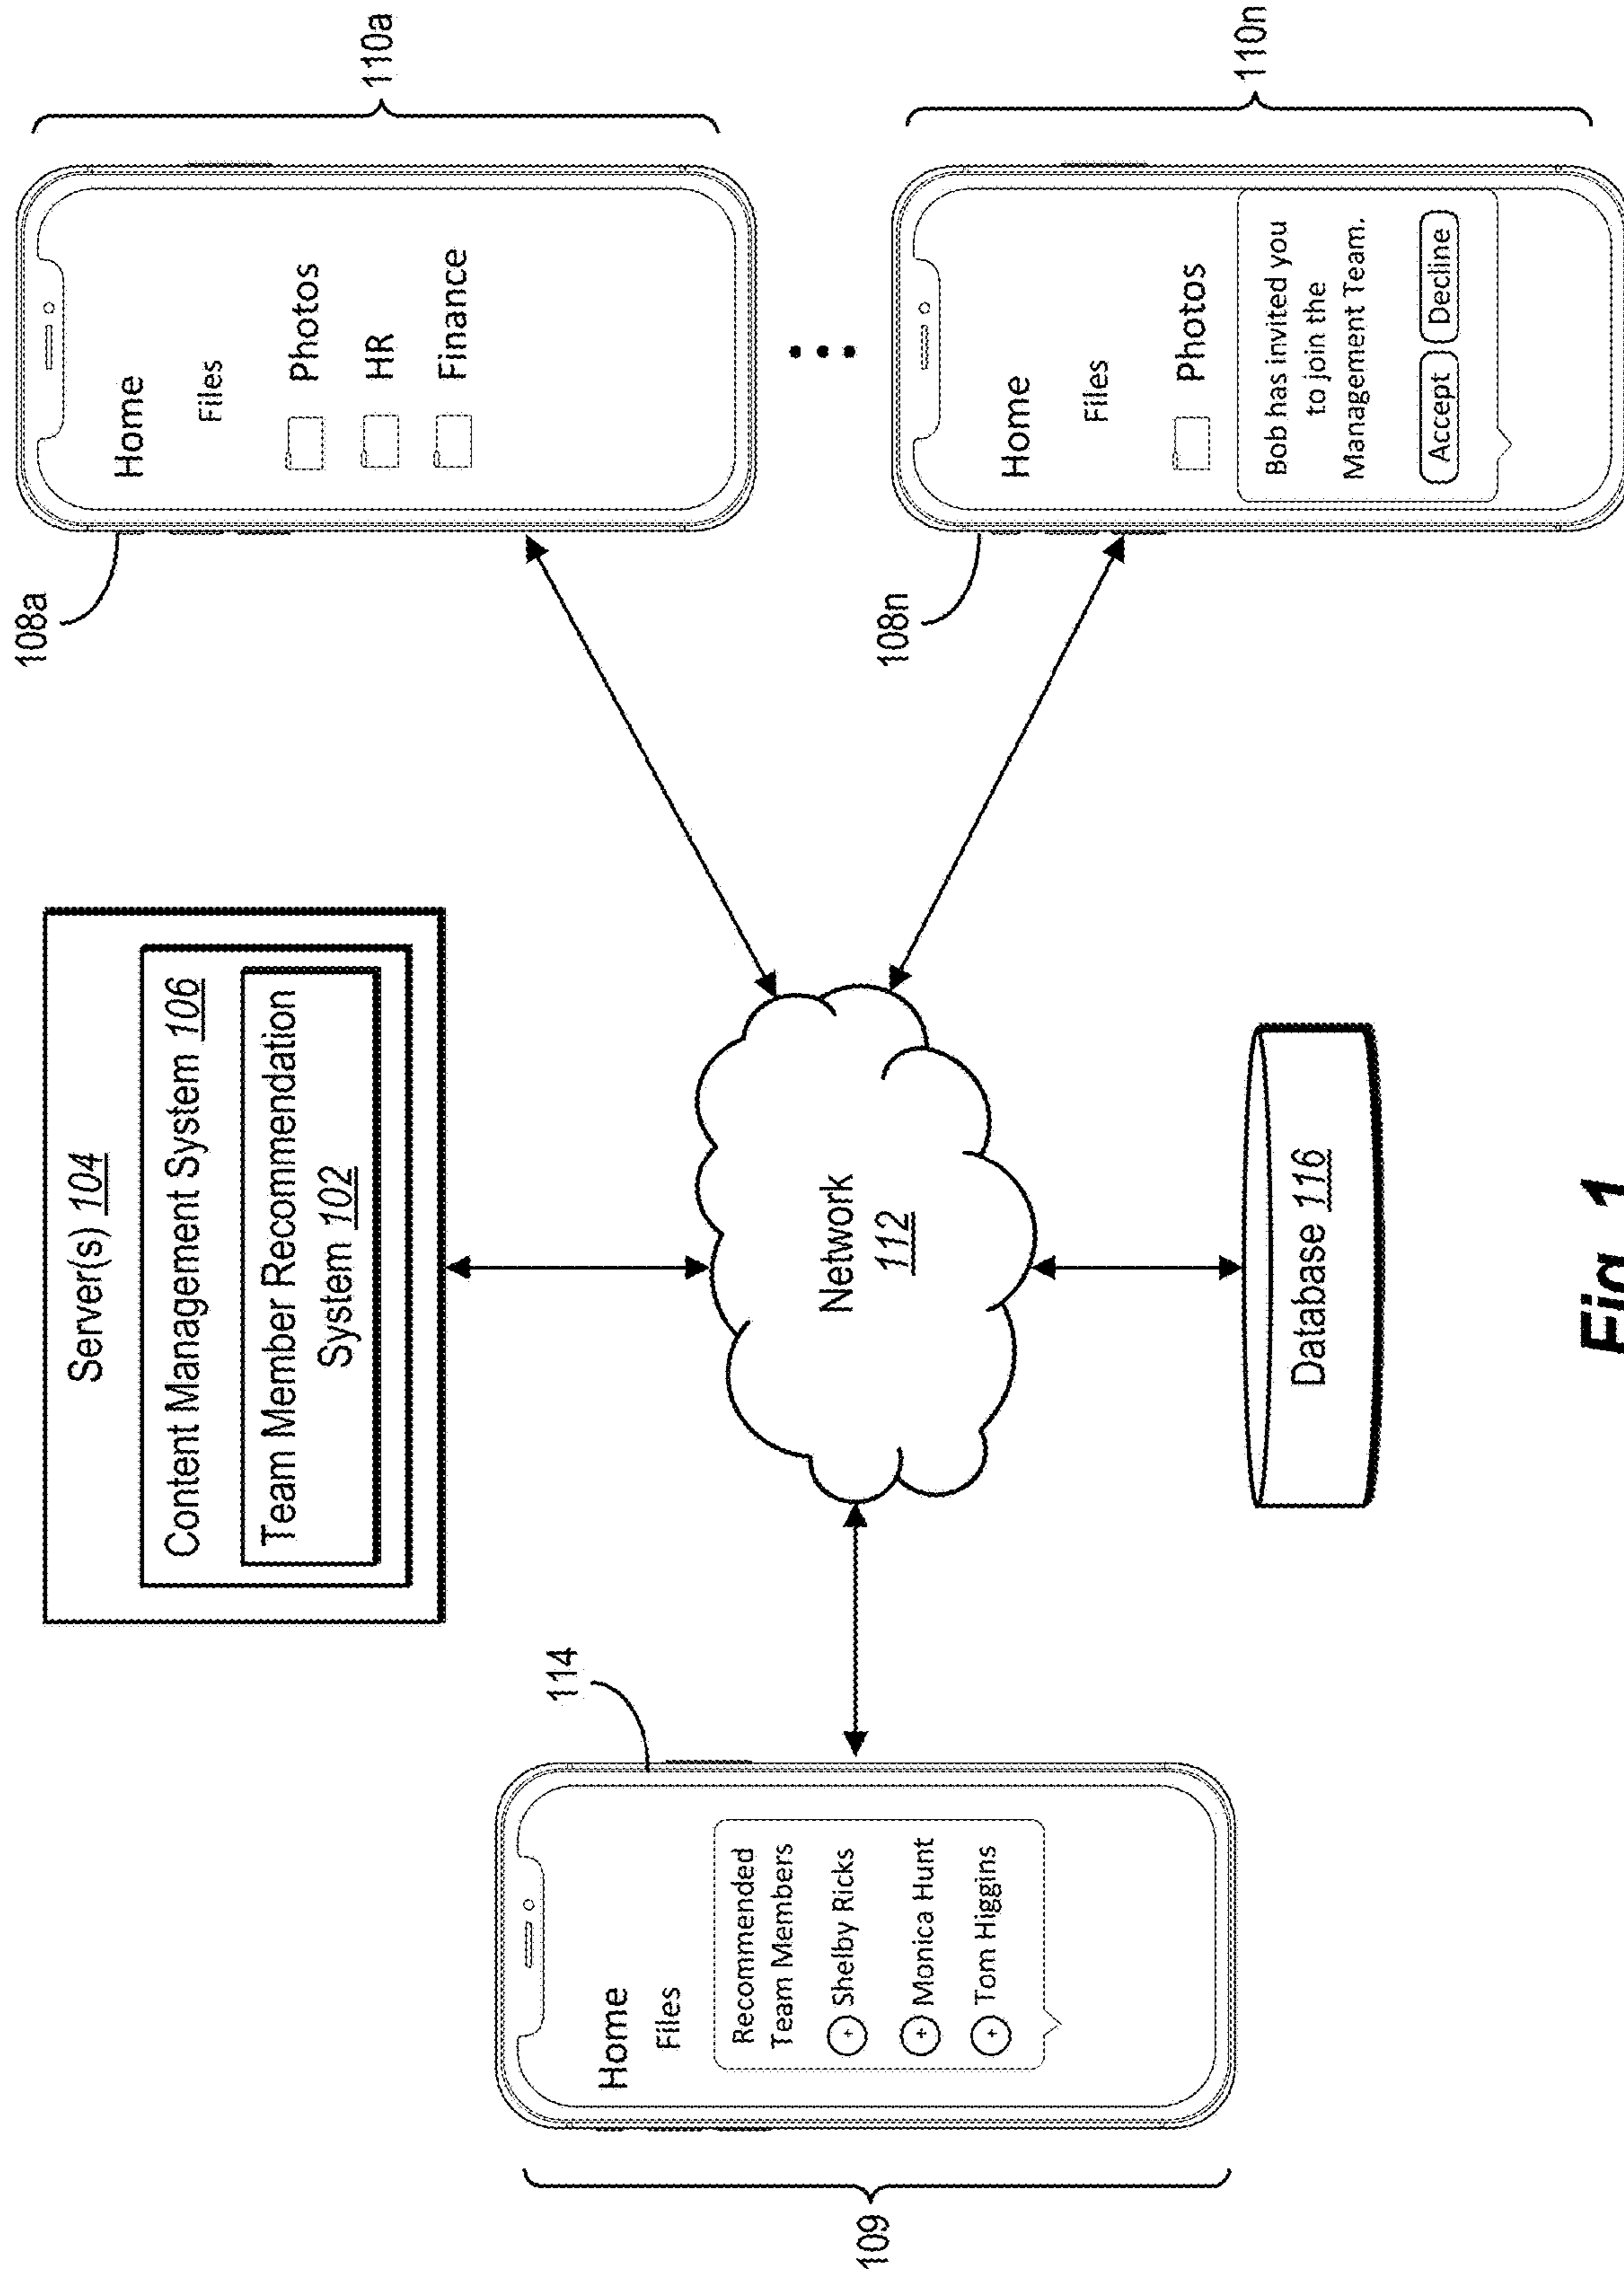 Server(s) 104
Content Management System 106
Team Member Recommendation
System 102
114
Home
Files
Recommended
Team Members
+ Shelby Ricks
+ Monica Hunt
+ Tom Higgins
109
Network
112
Database 116
108a
Home
Files
Photos
HR
Finance
110a
108n
Home
Files
Photos
Bob has invited you
to join the
Management Team.
Accept Decline
110n
Fig. 1